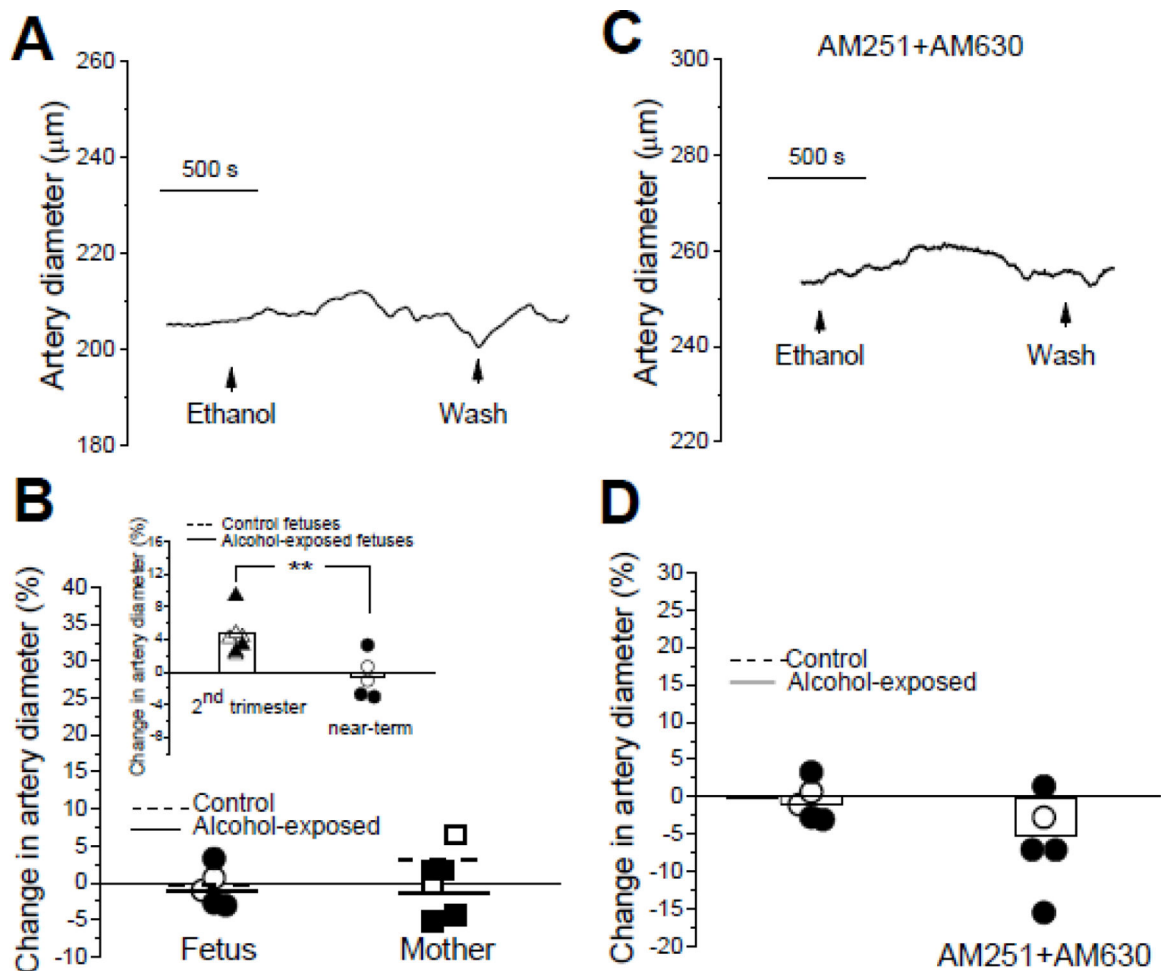 A
Artery diameter (μm)
260
240
220
200
180
500 s
Ethanol
Wash
C
AM251+AM630
Artery diameter (μm)
300
280
260
240
220
500 s
Ethanol
Wash
B
Change in artery diameter (%)
40
35
30
25
20
15
10
5
0
-5
-10
Control fetuses
Alcohol-exposed fetuses
Change in artery diameter (%)
16
12
8
4
0
-4
-8
**
2nd trimester
near-term
Control
Alcohol-exposed
Fetus
Mother
D
Change in artery diameter (%)
30
25
20
15
10
5
0
-5
-10
-15
-20
Control
Alcohol-exposed
AM251+AM630